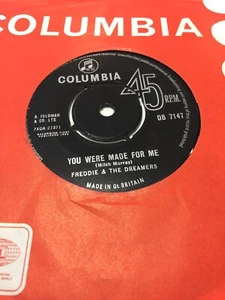 COLUMBIA
COLUMBIA
45
RPM
DB 7147
B. FELDMAN
& CO. LTD.
7XCA 27371
YOU WERE MADE FOR ME
(Mitch Murray)
FREDDIE & THE DREAMERS
MADE IN Gt. BRITAIN